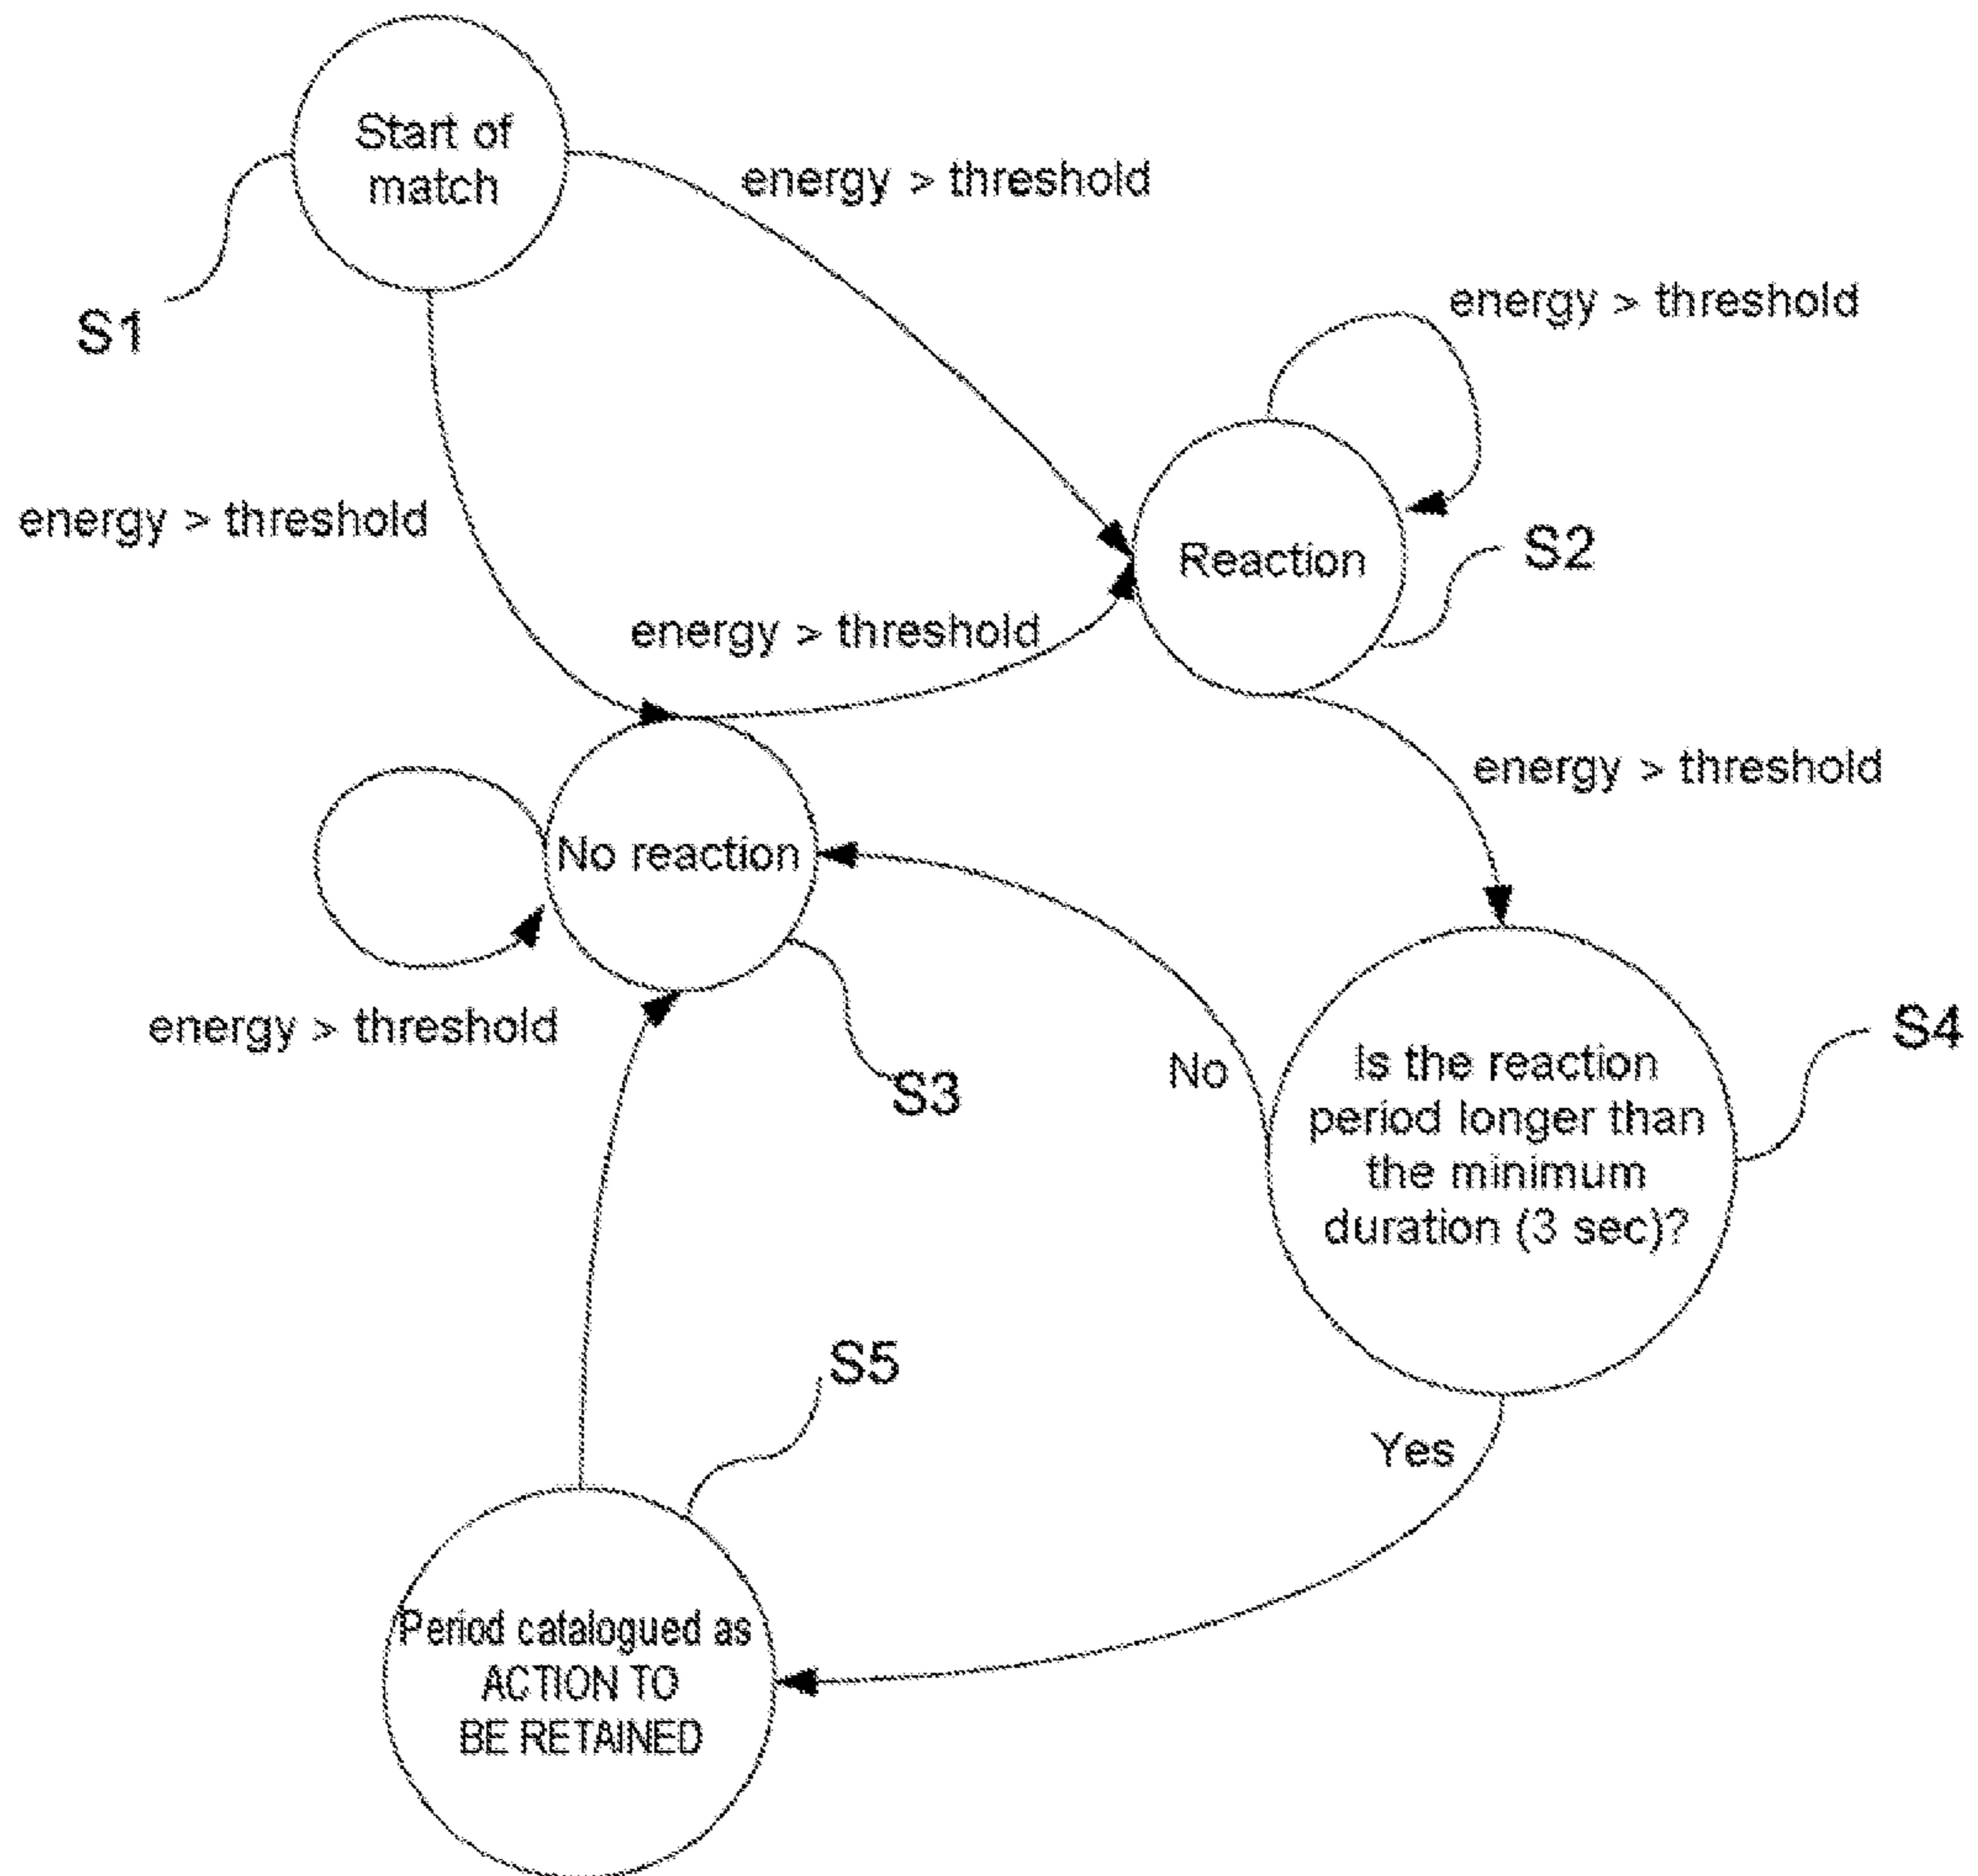 Start of
match
energy > threshold
S1
energy > threshold
energy > threshold
Reaction
S2
energy > threshold
energy > threshold
No reaction
energy > threshold
S3
No
Is the reaction
period longer than
the minimum
duration (3 sec)?
S4
S5
Yes
Period catalogued as
ACTION TO
BE RETAINED